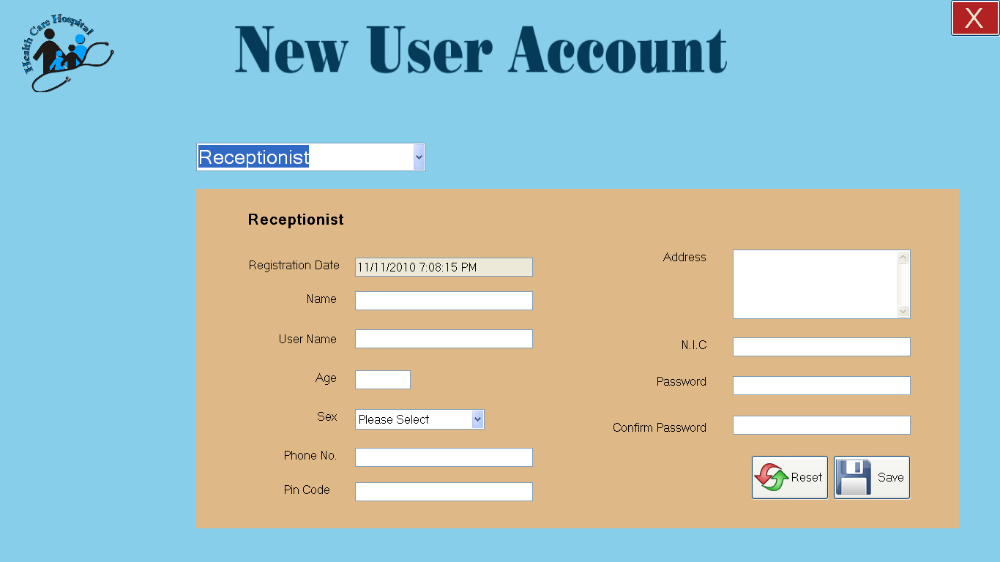 Health Care Hospital
New User Account
X
Receptionist
Receptionist
Registration Date 11/11/2010 7:08:15 PM
Name
User Name
Age
Sex Please Select
Phone No.
Pin Code
Address
N.I.C
Password
Confirm Password
Reset Save